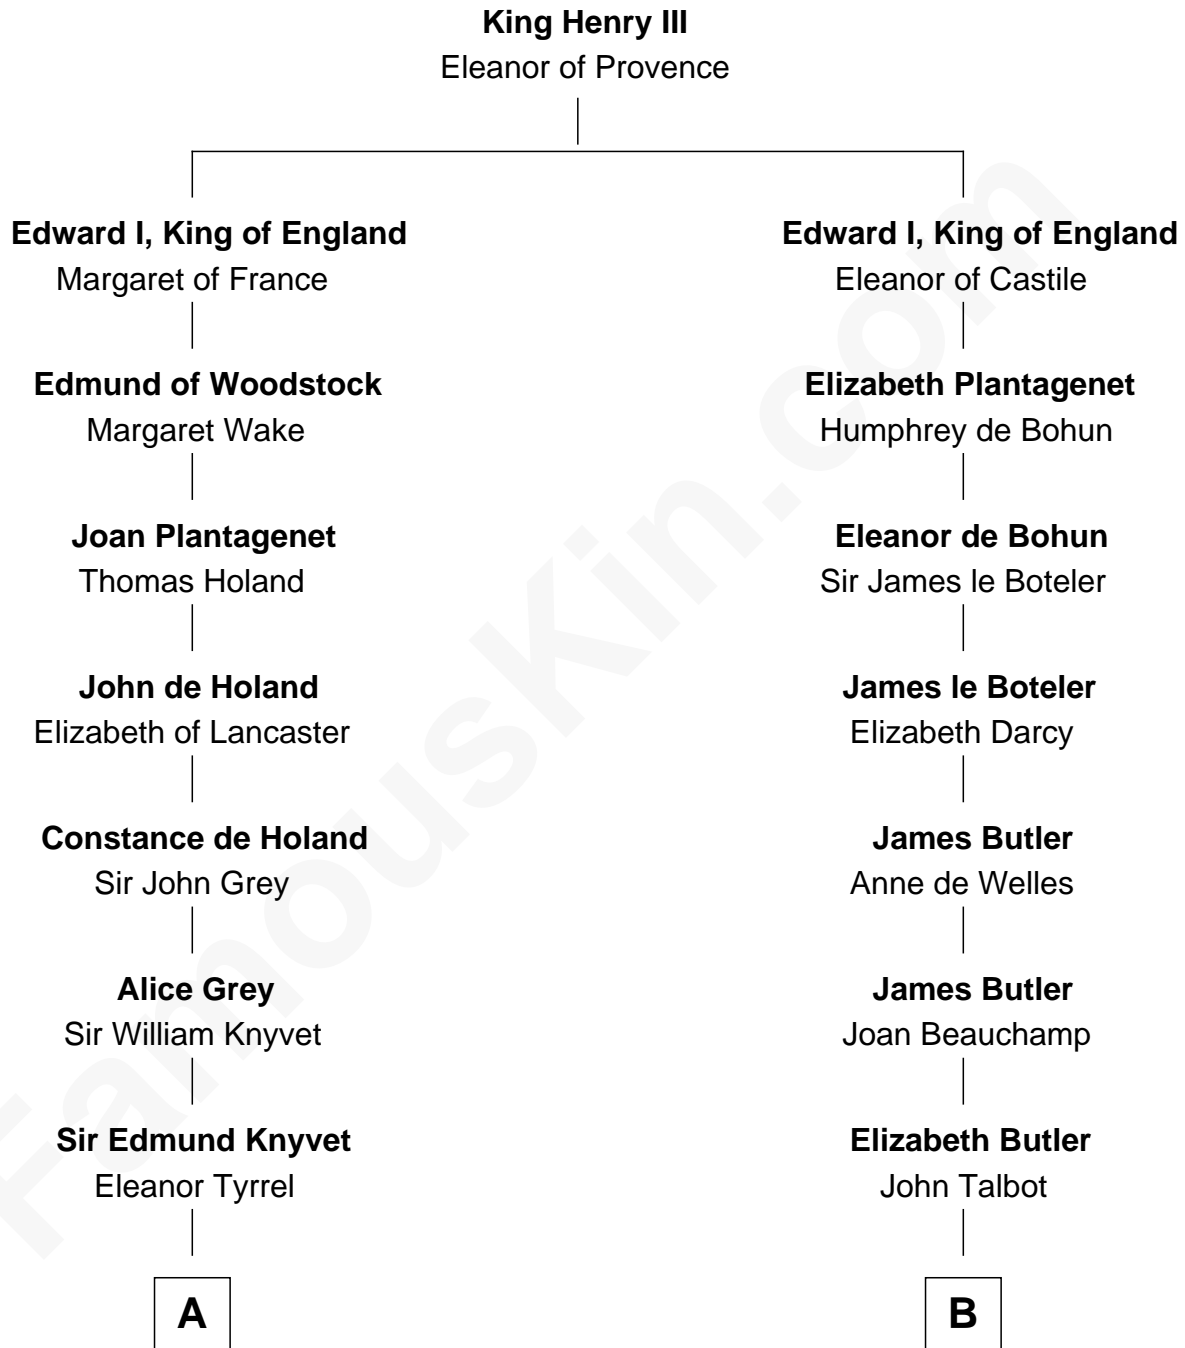 King Henry III
Eleanor of Provence
Edward I, King of England
Margaret of France
Edmund of Woodstock
Margaret Wake
Joan Plantagenet
Thomas Holand
John de Holand
Elizabeth of Lancaster
Constance de Holand
Sir John Grey
Alice Grey
Sir William Knyvet
Sir Edmund Knyvet
Eleanor Tyrrel
A
Edward I, King of England
Eleanor of Castile
Elizabeth Plantagenet
Humphrey de Bohun
Eleanor de Bohun
Sir James le Boteler
James le Boteler
Elizabeth Darcy
James Butler
Anne de Welles
James Butler
Joan Beauchamp
Elizabeth Butler
John Talbot
B
FamousKin.com